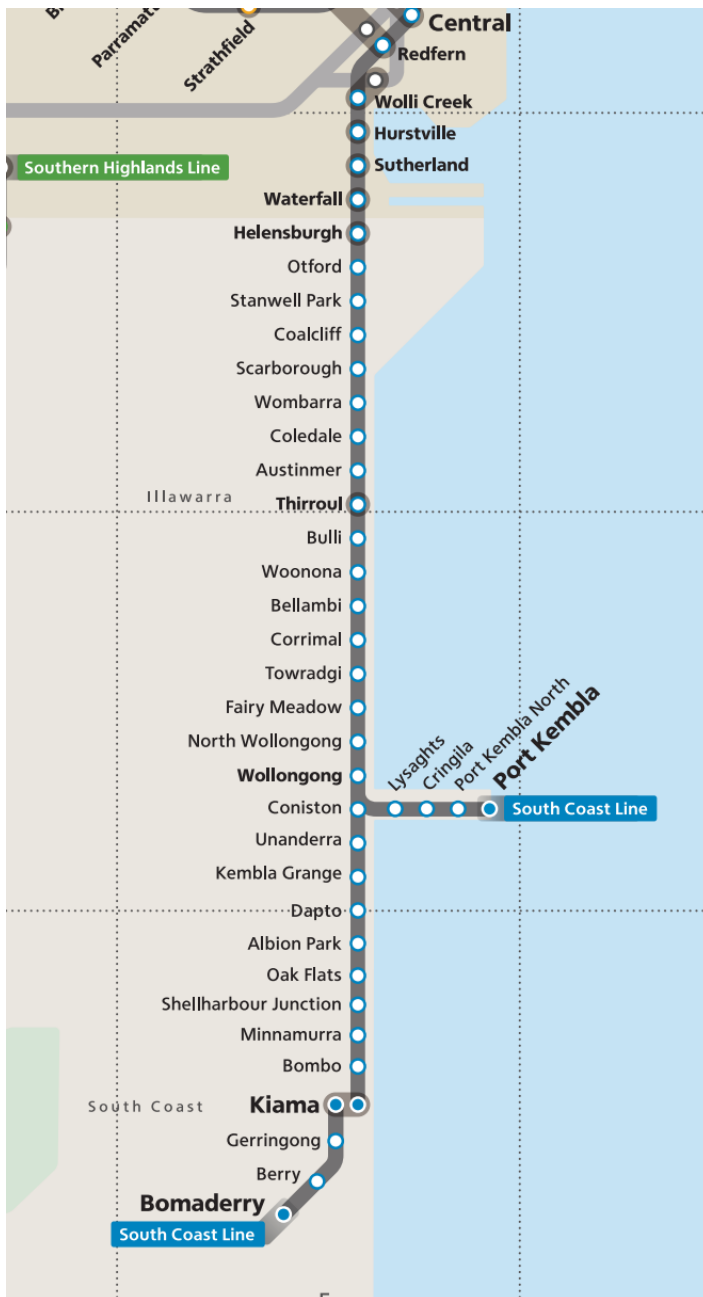 Parramat
Strathfield
Central
Redfern
Wolli Creek
Hurstville
Southern Highlands Line
Sutherland
Waterfall
Helensburgh
Otford
Stanwell Park
Coalcliff
Scarborough
Wombarra
Coledale
Austinmer
Illawarra
Thirroul
Bulli
Woonona
Bellambi
Corrimal
Towradgi
Fairy Meadow
North Wollongong
Wollongong
Lysaghts
Cringila
Port Kembla North
Port Kembla
Coniston
South Coast Line
Unanderra
Kembla Grange
Dapto
Albion Park
Oak Flats
Shellharbour Junction
Minnamurra
Bombo
South Coast
Kiama
Gerringong
Berry
Bomaderry
South Coast Line